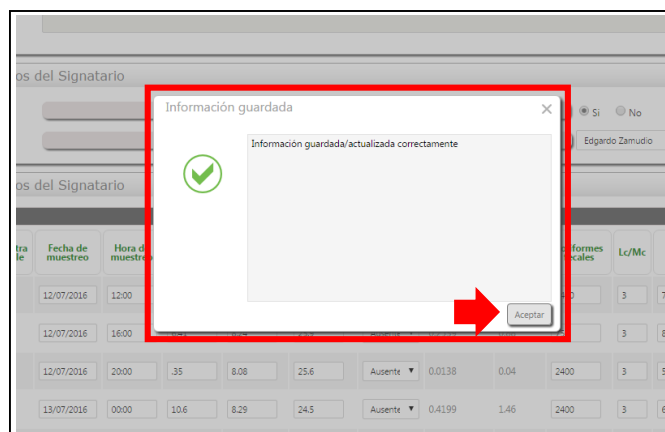 os del Signatario
Información guardada
Si No
Información guardada/actualizada correctamente
Edgardo Zamudio
os del Signatario
Fecha de muestreo
Hora d
muestre
formes
ecales
Lc/Mc
12/07/2016 12:00 3
Aceptar
12/07/2016 16:00 3
12/07/2016 20:00 .35 8.08 25.6 Ausente 0.0138 0.04 2400 3
13/07/2016 00:00 10.6 8.29 24.5 Ausente 0.4199 1.46 2400 3